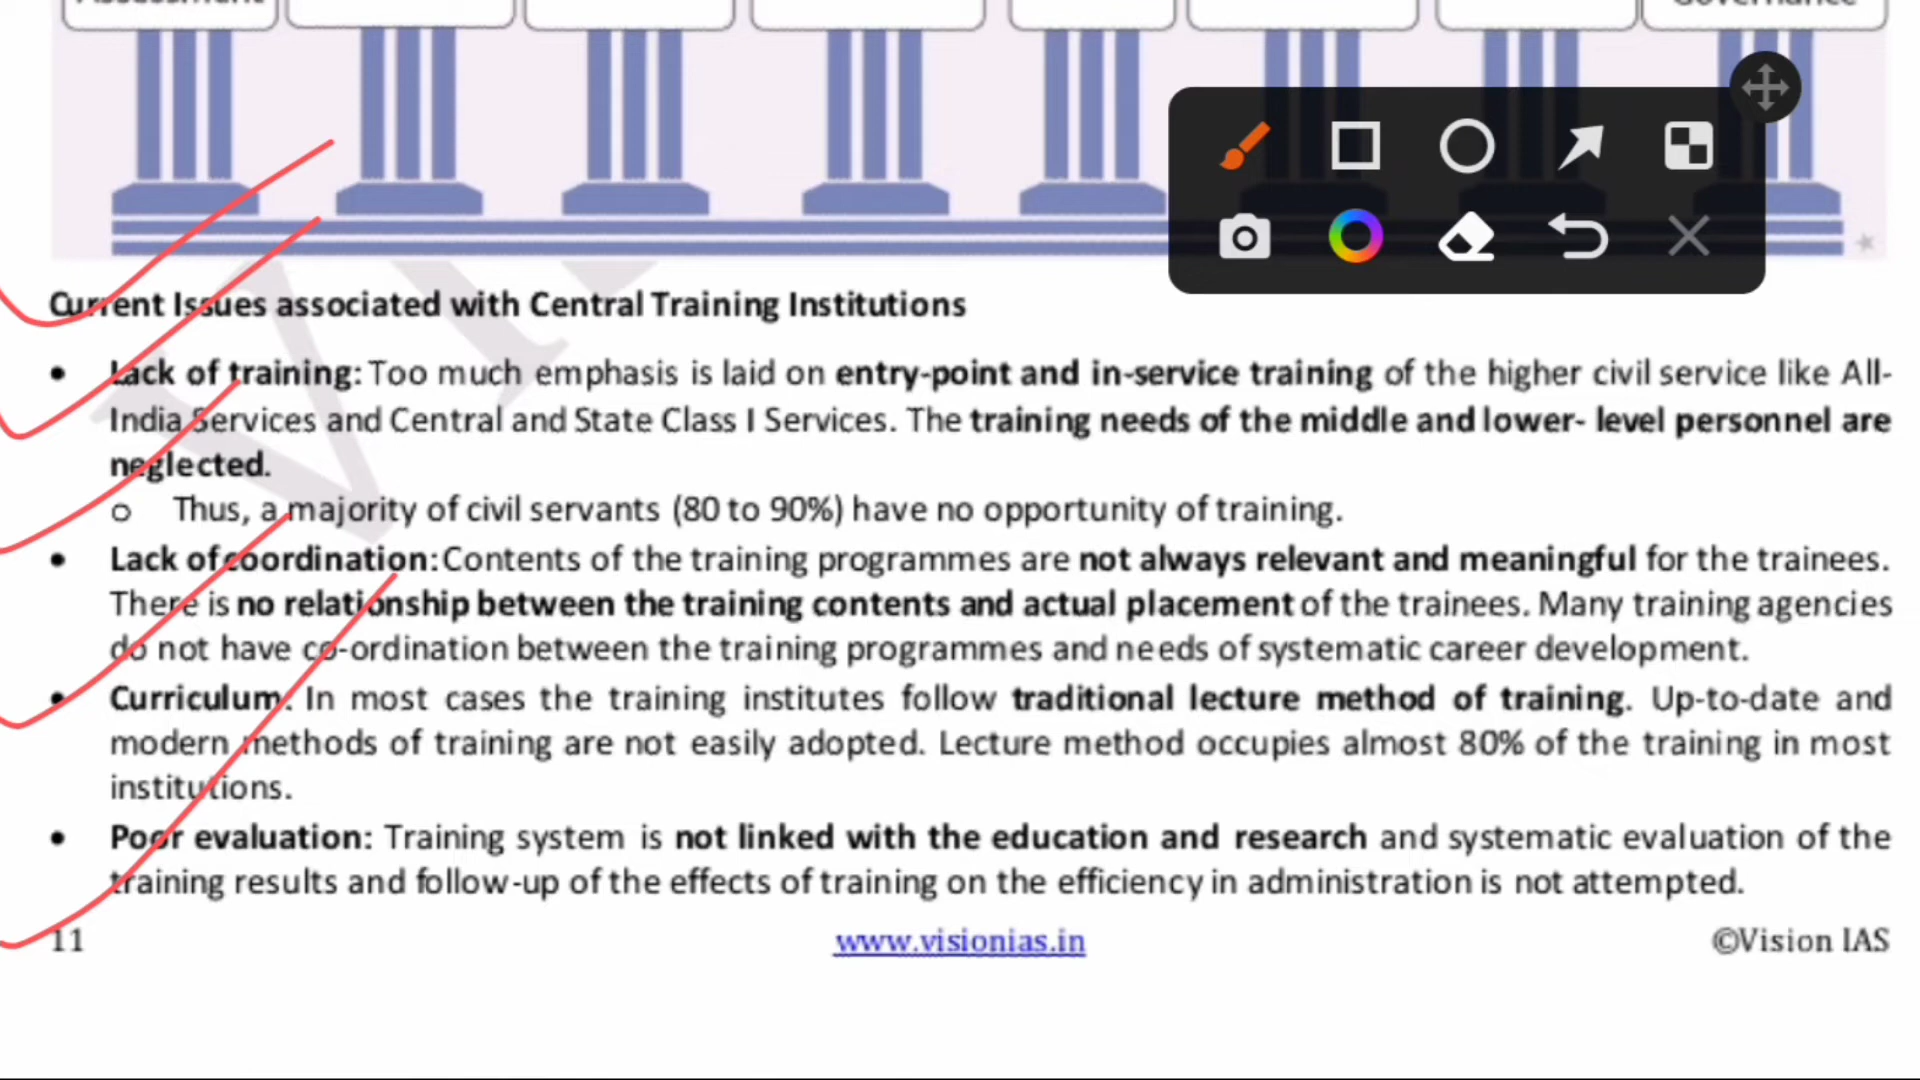 Assessment Governance
Current Issues associated with Central Training Institutions
• Lack of training: Too much emphasis is laid on entry-point and in-service training of the higher civil service like All-
India Services and Central and State Class I Services. The training needs of the middle and lower- level personnel are
neglected.
o Thus, a majority of civil servants (80 to 90%) have no opportunity of training.
• Lack of coordination: Contents of the training programmes are not always relevant and meaningful for the trainees.
There is no relationship between the training contents and actual placement of the trainees. Many training agencies
do not have co-ordination between the training programmes and needs of systematic career development.
• Curriculum: In most cases the training institutes follow traditional lecture method of training. Up-to-date and
modern methods of training are not easily adopted. Lecture method occupies almost 80% of the training in most
institutions.
• Poor evaluation: Training system is not linked with the education and research and systematic evaluation of the
training results and follow-up of the effects of training on the efficiency in administration is not attempted.
11 www.visionias.in ©Vision IAS